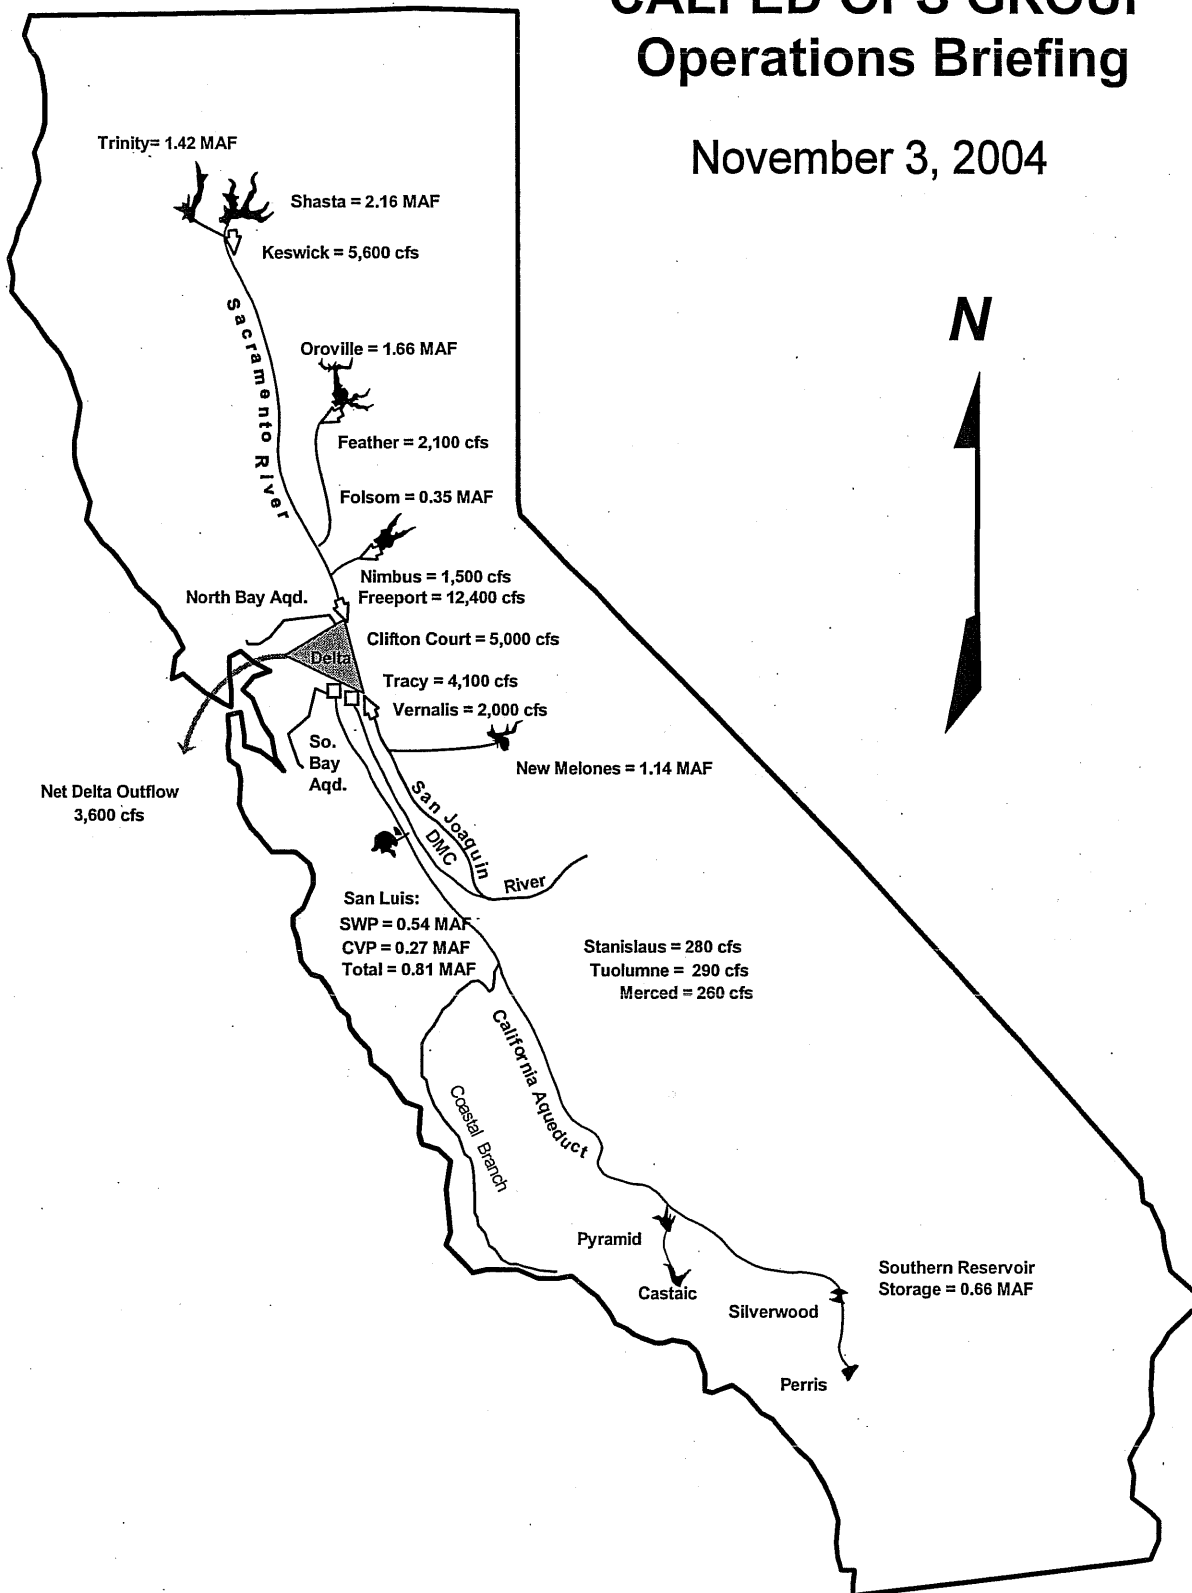 CALFED OPS GROUP
Operations Briefing
November 3, 2004
Trinity= 1.42 MAF
Shasta = 2.16 MAF
Keswick = 5,600 cfs
Sacramento River
N
Oroville = 1.66 MAF
Feather = 2,100 cfs
Folsom = 0.35 MAF
Nimbus = 1,500 cfs
North Bay Aqd.
Freeport = 12,400 cfs
Clifton Court = 5,000 cfs
Delta
Tracy = 4,100 cfs
Vernalis = 2,000 cfs
So.
Bay
Aqd.
New Melones = 1.14 MAF
Net Delta Outflow
3,600 cfs
San Joaquin
River
DMC
San Luis:
SWP = 0.54 MAF
CVP = 0.27 MAF
Total = 0.81 MAF
Stanislaus = 280 cfs
Tuolumne = 290 cfs
Merced = 260 cfs
California Aqueduct
Coastal Branch
Pyramid
Castaic
Silverwood
Southern Reservoir
Storage = 0.66 MAF
Perris